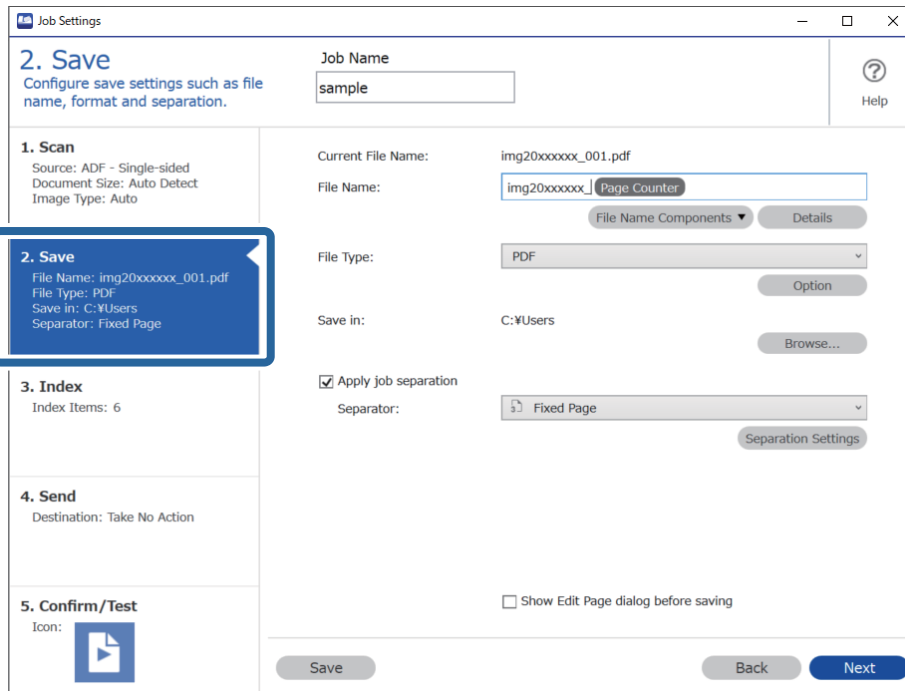 Job Settings
2. Save
Configure save settings such as file
name, format and separation.
Job Name
sample
Help
1. Scan
Source: ADF - Single-sided
Document Size: Auto Detect
Image Type: Auto
2. Save
File Name: img20xxxxxx_001.pdf
File Type: PDF
Save in: C:¥Users
Separator: Fixed Page
3. Index
Index Items: 6
4. Send
Destination: Take No Action
5. Confirm/Test
Icon:
Current File Name: img20xxxxxx_001.pdf
File Name: img20xxxxxx_ Page Counter
File Name Components ▼ Details
File Type: PDF
Option
Save in: C:¥Users
Browse...
Apply job separation
Separator: 3 Fixed Page
Separation Settings
Show Edit Page dialog before saving
Save Back Next